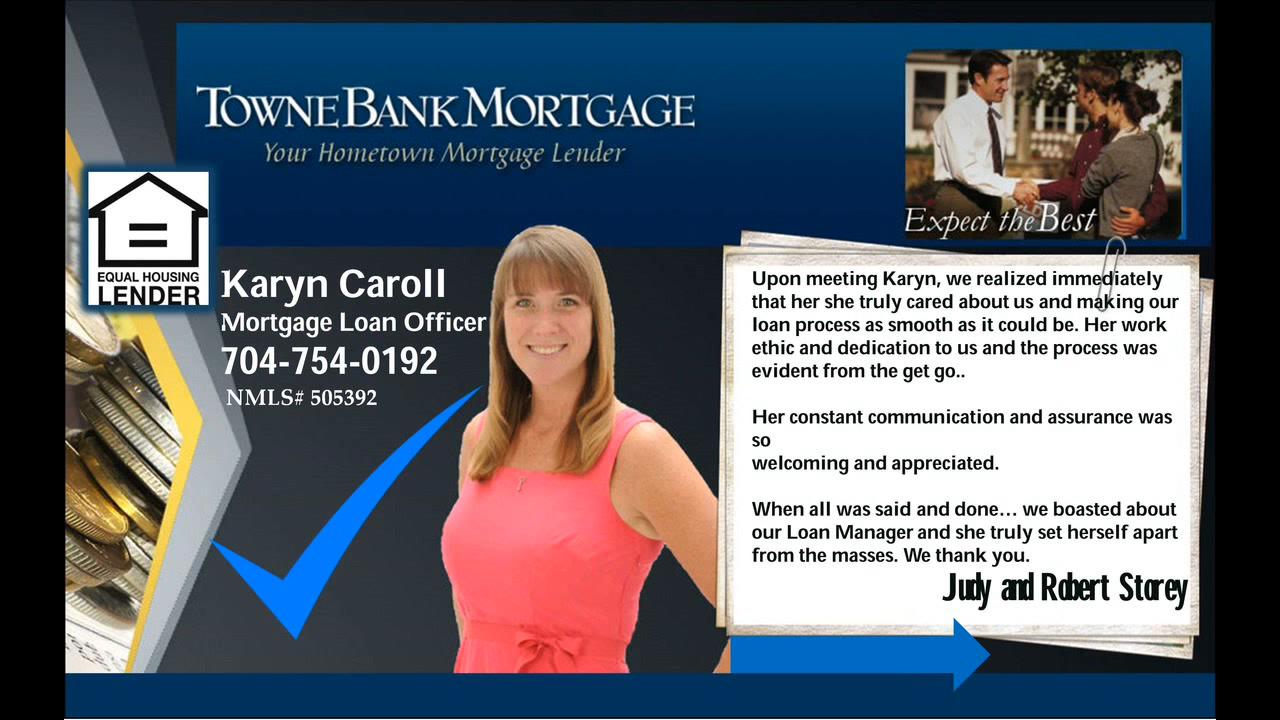 TOWNEBANK MORTGAGE
Your Hometown Mortgage Lender
Expect the Best
EQUAL HOUSING
LENDER
Karyn Caroll
Mortgage Loan Officer
704-754-0192
NMLS# 505392
Upon meeting Karyn, we realized immediately
that her she truly cared about us and making our
loan process as smooth as it could be. Her work
ethic and dedication to us and the process was
evident from the get go..
Her constant communication and assurance was
so
welcoming and appreciated.
When all was said and done... we boasted about
our Loan Manager and she truly set herself apart
from the masses. We thank you.
Judy and Robert Storey